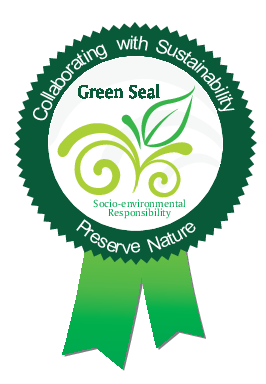 Collaborating with Sustainability
Green Seal
Socio-environmental
Responsibility
Preserve Nature